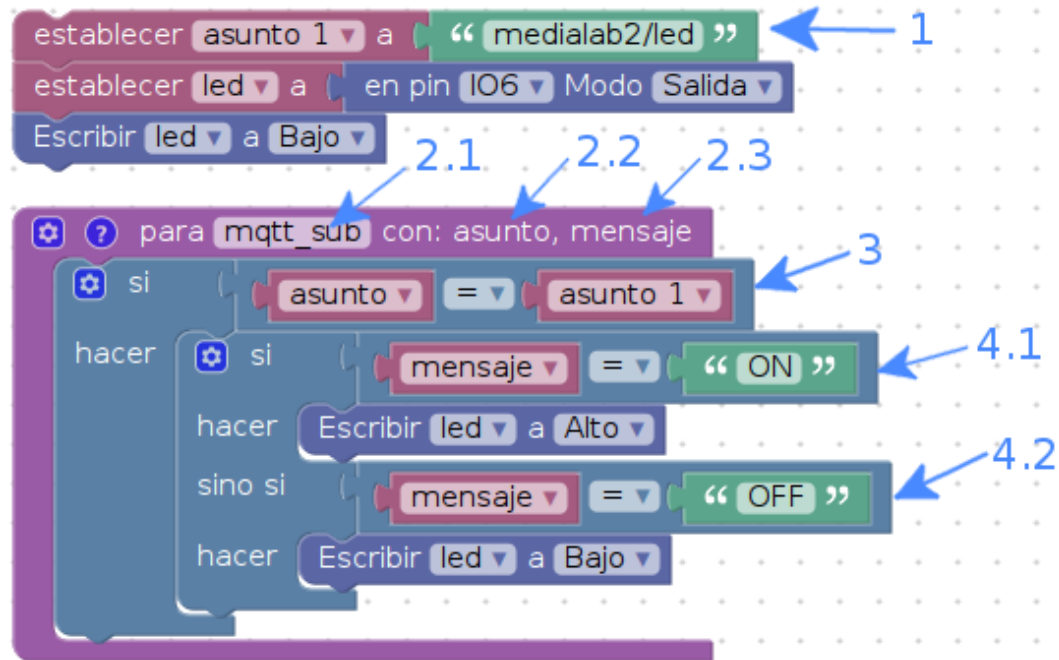 establecer asunto 1 a “ medialab2/led ” 1
establecer led a en pin IO6 Modo Salida
Escribir led a Bajo
2.1 2.2 2.3
? para mqtt_sub con: asunto, mensaje
3
si asunto = asunto 1
hacer si mensaje = “ ON ” 4.1
hacer Escribir led a Alto
4.2
sino si mensaje = “ OFF ”
hacer Escribir led a Bajo